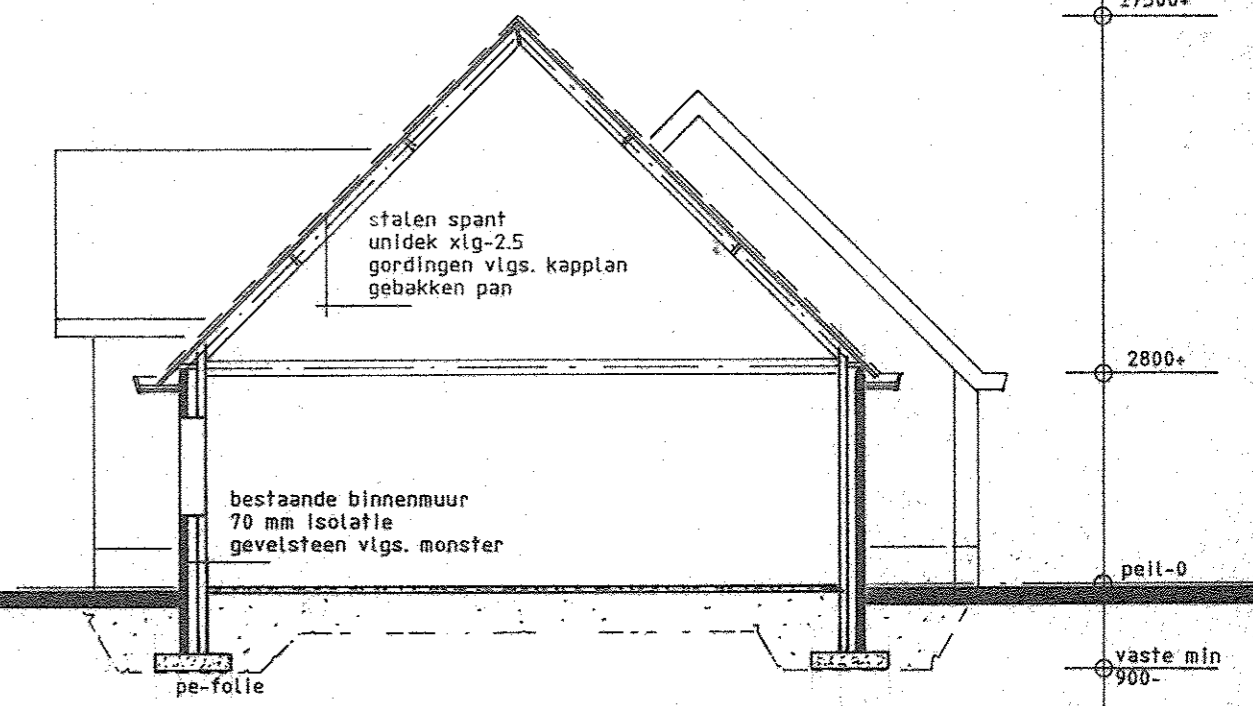 stalen spant
unidek xlg-2.5
gordingen vlgs. kapplan
gebakken pan
2800+
bestaande binnenmuur
70 mm isolatie
gevelsteen vlgs. monster
peil-0
vaste min
900-
pe-folie